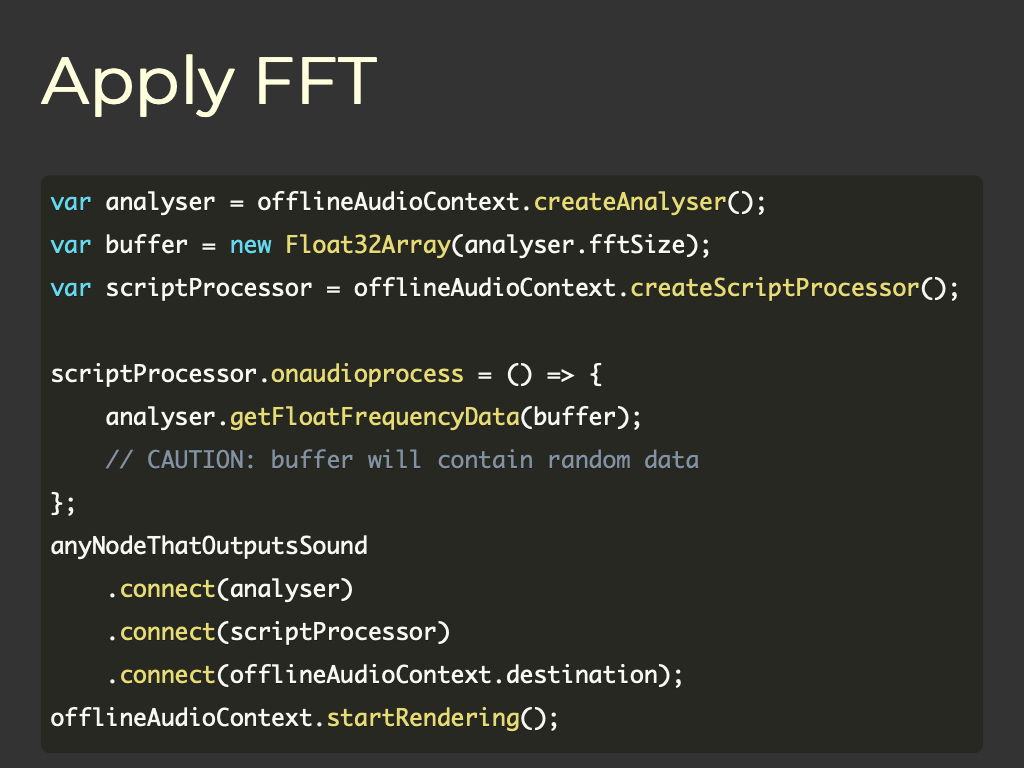 Apply FFT
var analyser = offlineAudioContext.createAnalyser();
var buffer = new Float32Array(analyser.fftSize);
var scriptProcessor = offlineAudioContext.createScriptProcessor();
scriptProcessor.onaudioprocess = () => {
    analyser.getFloatFrequencyData(buffer);
    // CAUTION: buffer will contain random data
};
anyNodeThatOutputsSound
    .connect(analyser)
    .connect(scriptProcessor)
    .connect(offlineAudioContext.destination);
offlineAudioContext.startRendering();